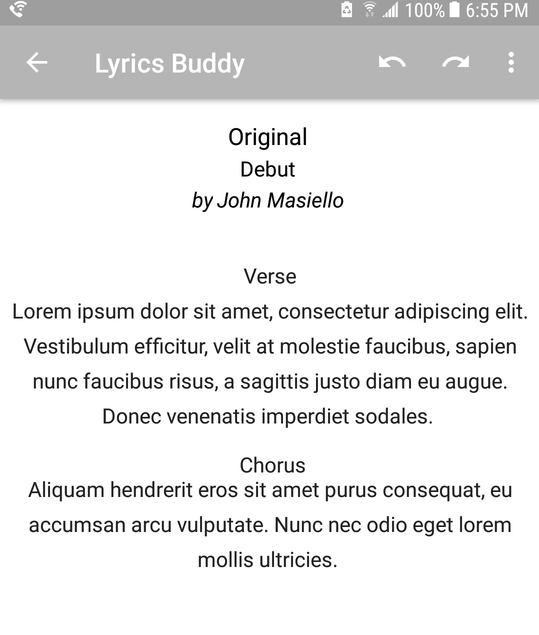 100% 6:55 PM
Lyrics Buddy
Original
Debut
by John Masiello
Verse
Lorem ipsum dolor sit amet, consectetur adipiscing elit.
Vestibulum efficitur, velit at molestie faucibus, sapien
nunc faucibus risus, a sagittis justo diam eu augue.
Donec venenatis imperdiet sodales.
Chorus
Aliquam hendrerit eros sit amet purus consequat, eu
accumsan arcu vulputate. Nunc nec odio eget lorem
mollis ultricies.